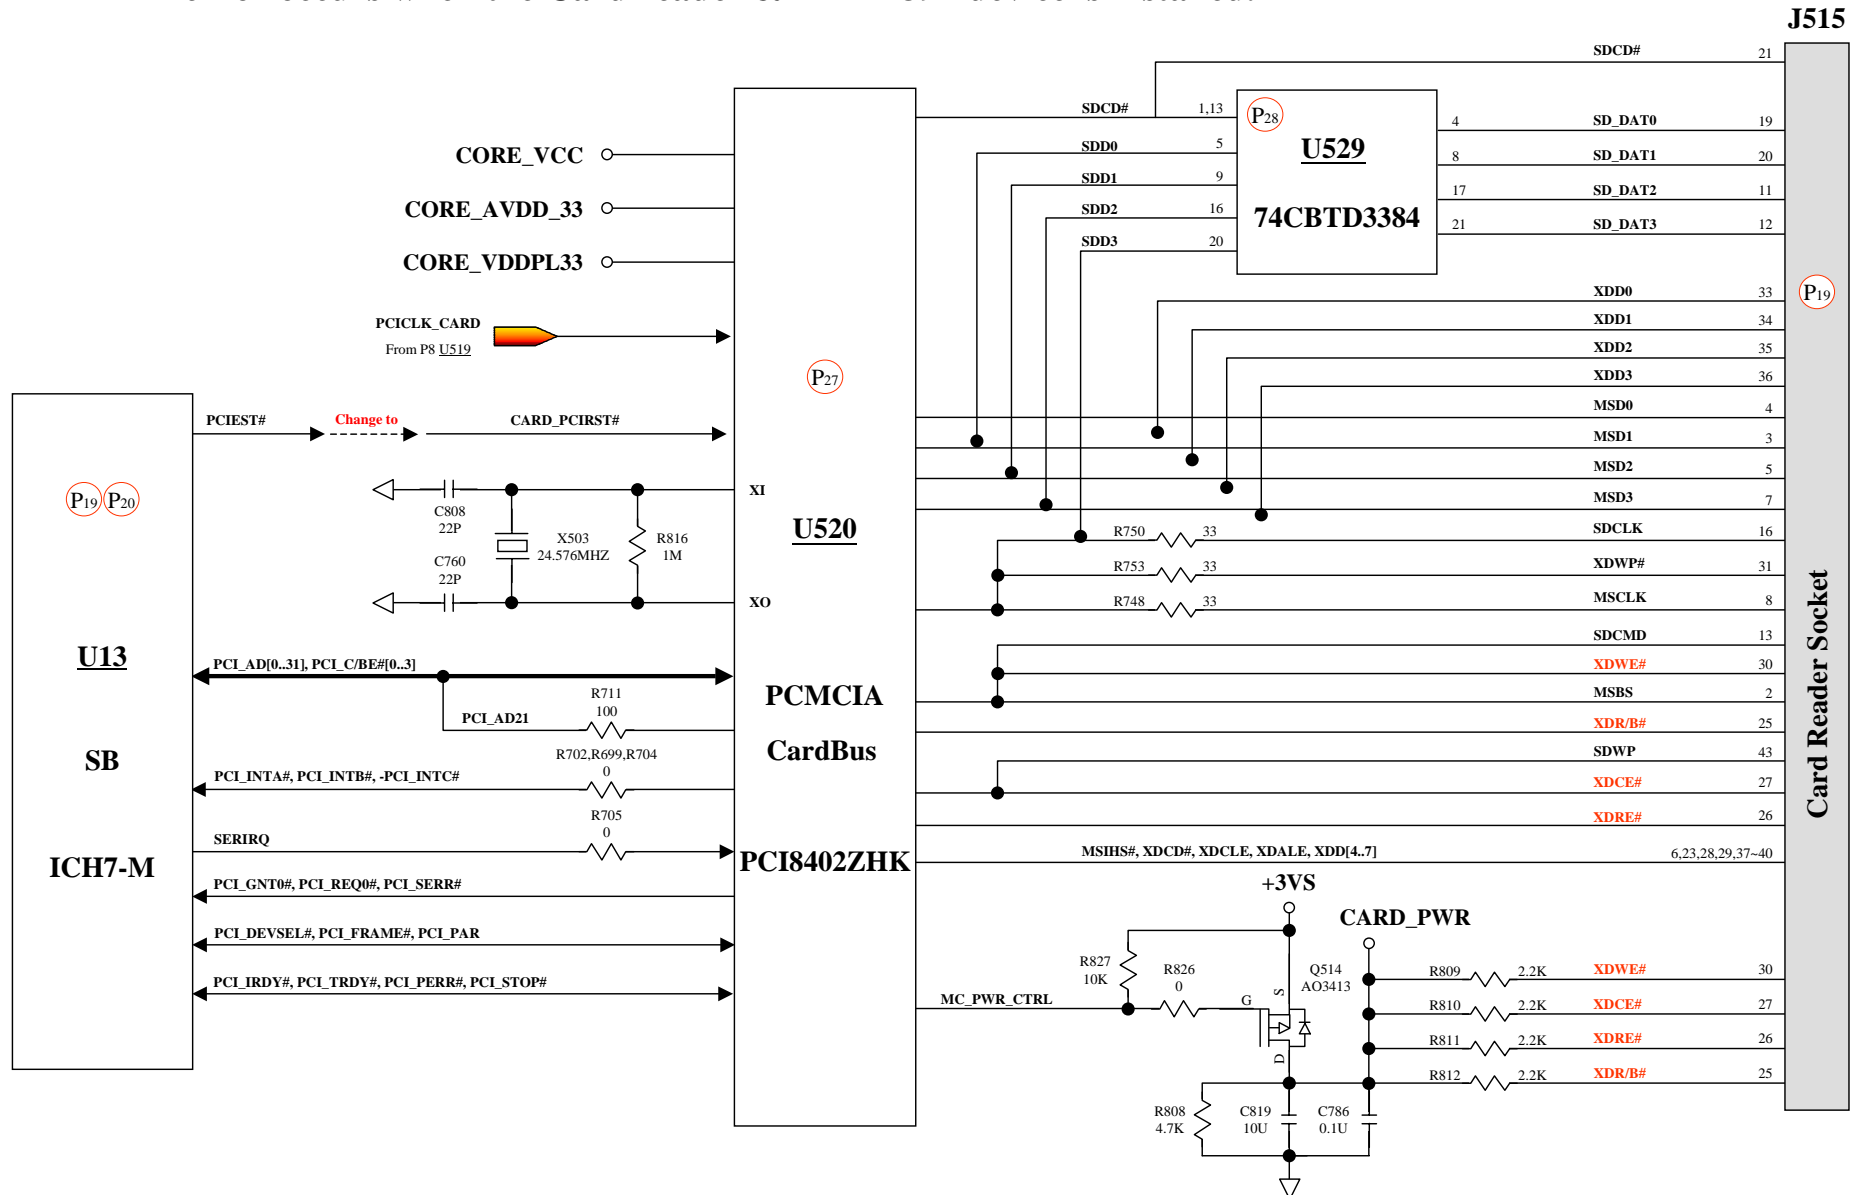 J515
SDCD# 21
SDCD# 1,13
P28
U529
74CBTD3384
SDD0 5
SDD1 9
SDD2 16
SDD3 20
4 SD_DAT0 19
8 SD_DAT1 20
17 SD_DAT2 11
21 SD_DAT3 12
CORE_VCC
CORE_AVDD_33
CORE_VDDPL33
PCICLK_CARD
From P8 U519
P27
P19
XDD0 33
XDD1 34
XDD2 35
XDD3 36
MSD0 4
MSD1 3
MSD2 5
MSD3 7
R750 33 SDCLK 16
R753 33 XDWP# 31
R748 33 MSCLK 8
SDCMD 13
XDWE# 30
MSBS 2
XDR/B# 25
SDWP 43
XDCE# 27
XDRE# 26
MSIHS#, XDCD#, XDCLE, XDALE, XDD[4..7] 6,23,28,29,37~40
Card Reader Socket
PCIEST# Change to CARD_PCIRST#
P19 P20
C808
22P
C760
22P
X503
24.576MHZ
R816
1M
XI
XO
U520
PCMCIA
CardBus
PCI8402ZHK
U13
SB
ICH7-M
PCI_AD[0..31], PCI_C/BE#[0..3]
R711
100
PCI_AD21
R702,R699,R704
0
PCI_INTA#, PCI_INTB#, -PCI_INTC#
R705
0
SERIRQ
PCI_GNT0#, PCI_REQ0#, PCI_SERR#
PCI_DEVSEL#, PCI_FRAME#, PCI_PAR
PCI_IRDY#, PCI_TRDY#, PCI_PERR#, PCI_STOP#
+3VS
CARD_PWR
R827
10K
R826
0
Q514
AO3413
MC_PWR_CTRL
G
S
D
R809 2.2K XDWE# 30
R810 2.2K XDCE# 27
R811 2.2K XDRE# 26
R812 2.2K XDR/B# 25
R808
4.7K
C819
10U
C786
0.1U